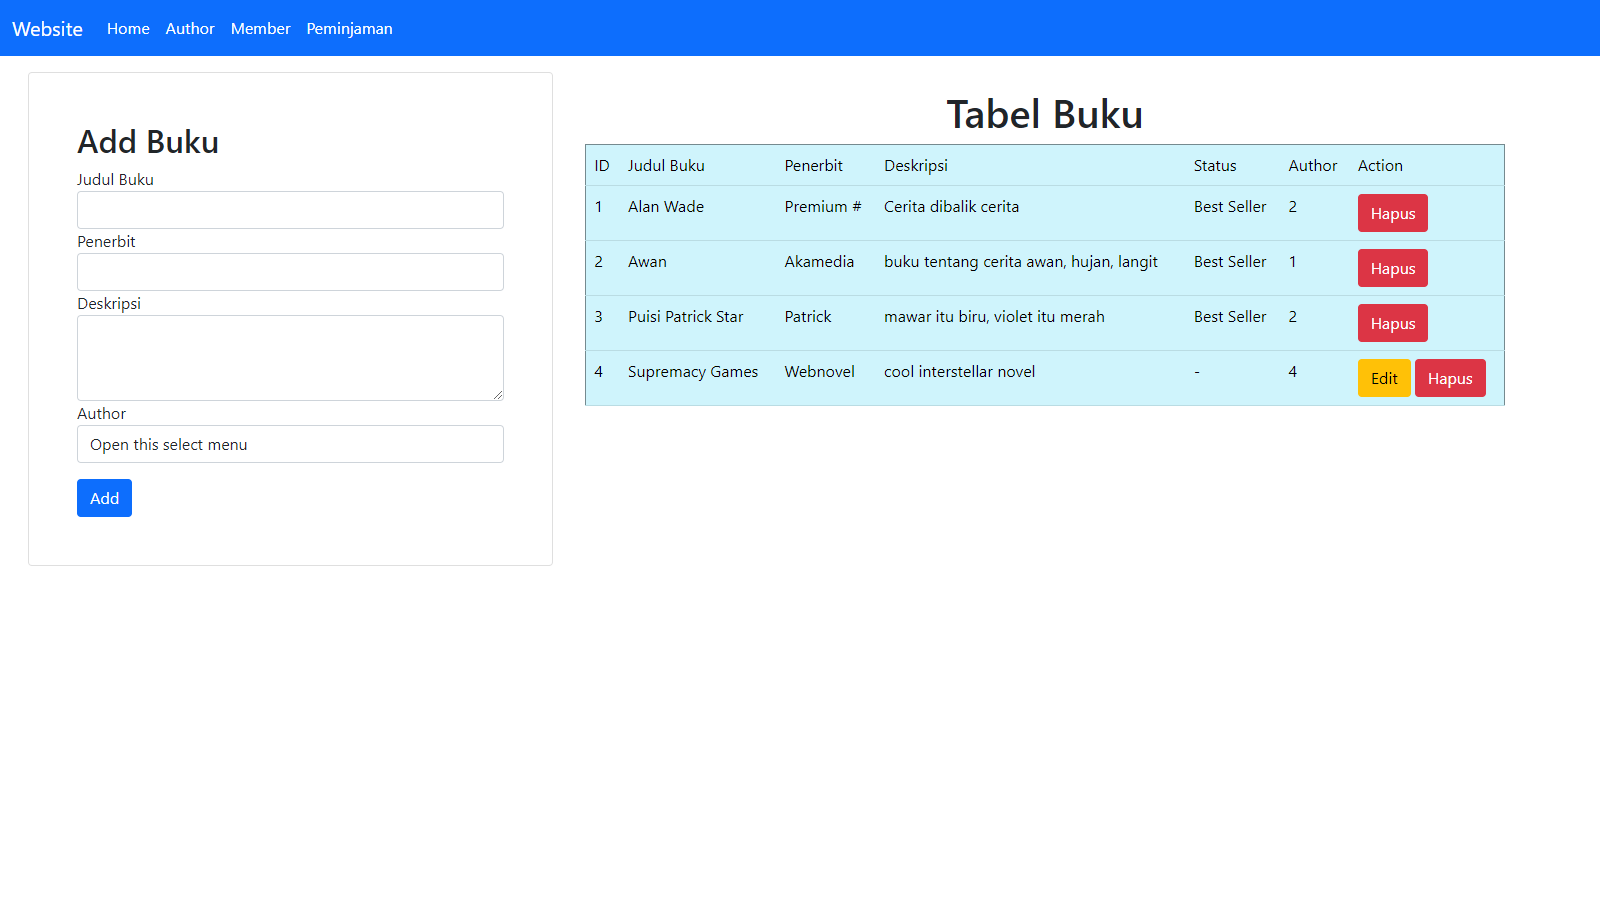 Website Home Author Member Peminjaman
Add Buku
Judul Buku
Penerbit
Deskripsi
Author
Open this select menu
Add
Tabel Buku
ID Judul Buku Penerbit Deskripsi Status Author Action
1 Alan Wade Premium # Cerita dibalik cerita Best Seller 2 Hapus
2 Awan Akamedia buku tentang cerita awan, hujan, langit Best Seller 1 Hapus
3 Puisi Patrick Star Patrick mawar itu biru, violet itu merah Best Seller 2 Hapus
4 Supremacy Games Webnovel cool interstellar novel - 4 Edit Hapus